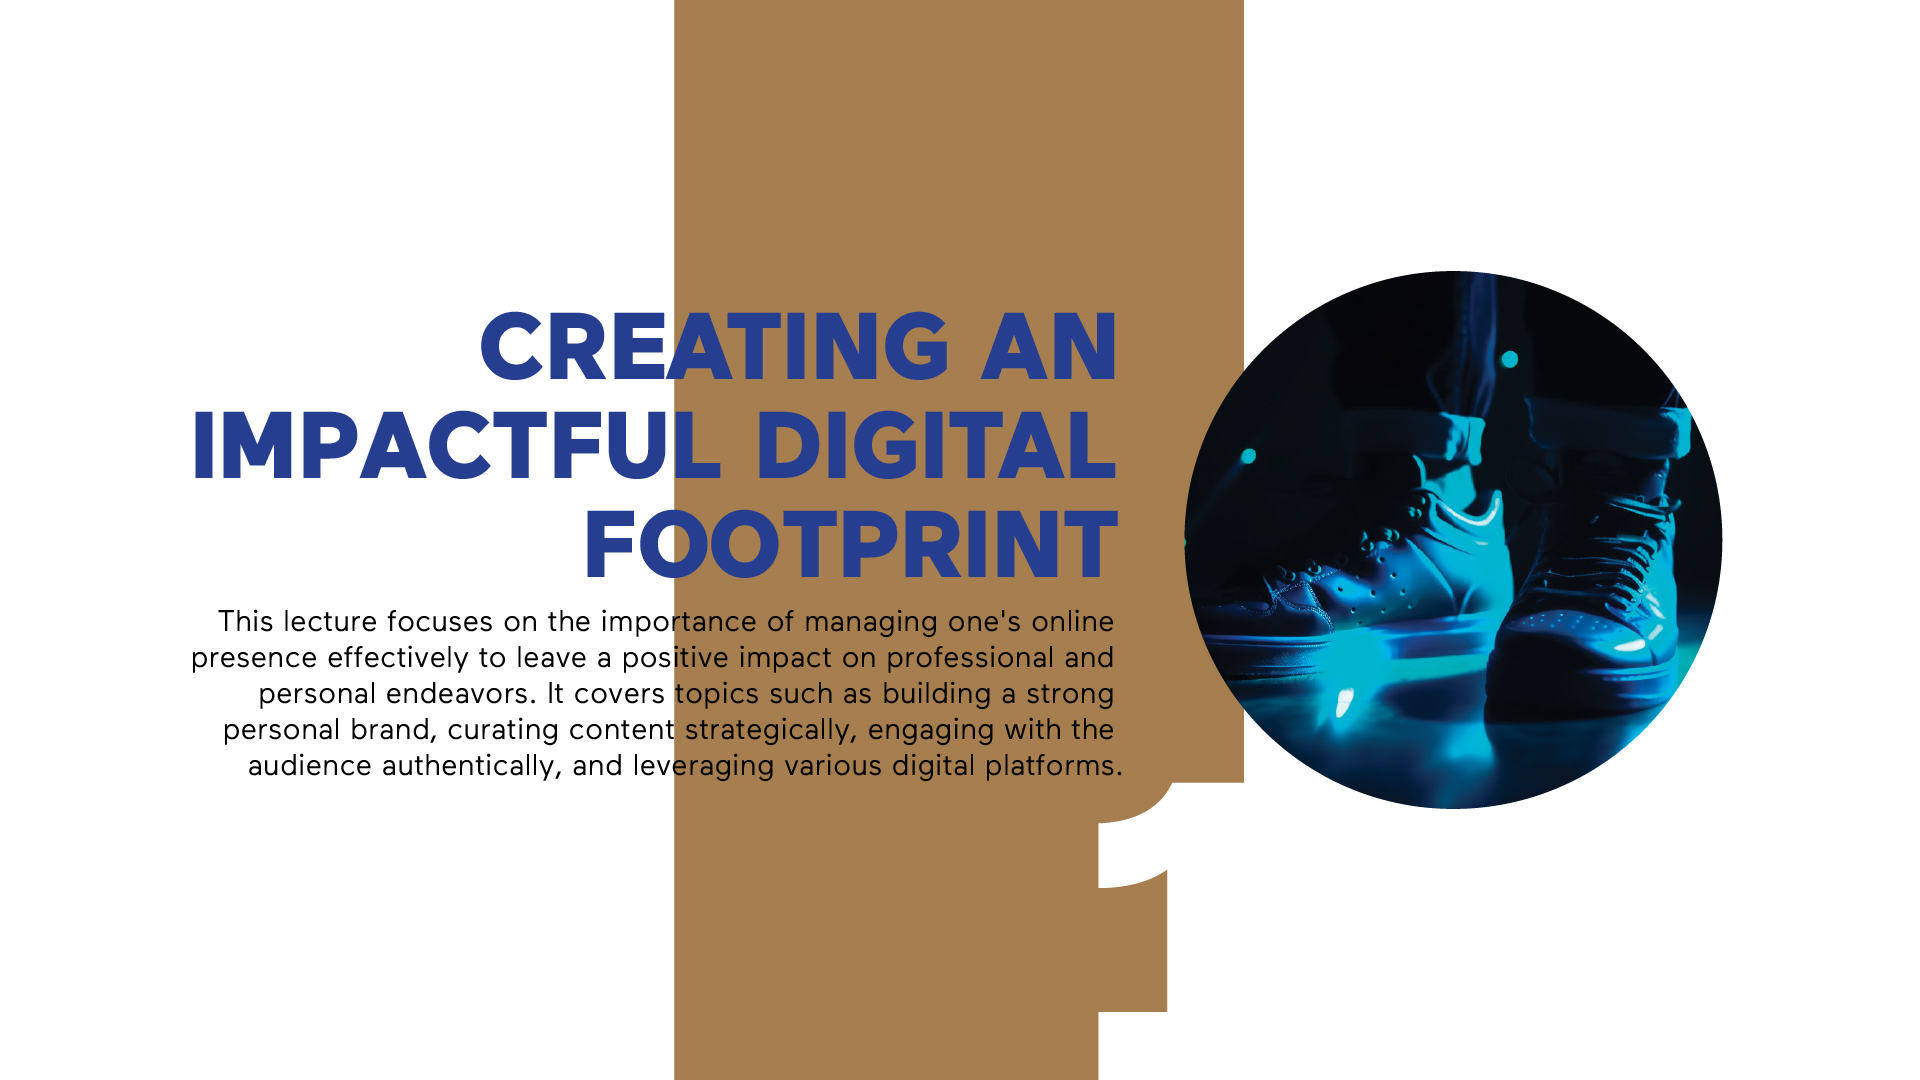 CREATING AN
IMPACTFUL DIGITAL
FOOTPRINT
This lecture focuses on the importance of managing one's online
presence effectively to leave a positive impact on professional and
personal endeavors. It covers topics such as building a strong
personal brand, curating content strategically, engaging with the
audience authentically, and leveraging various digital platforms.